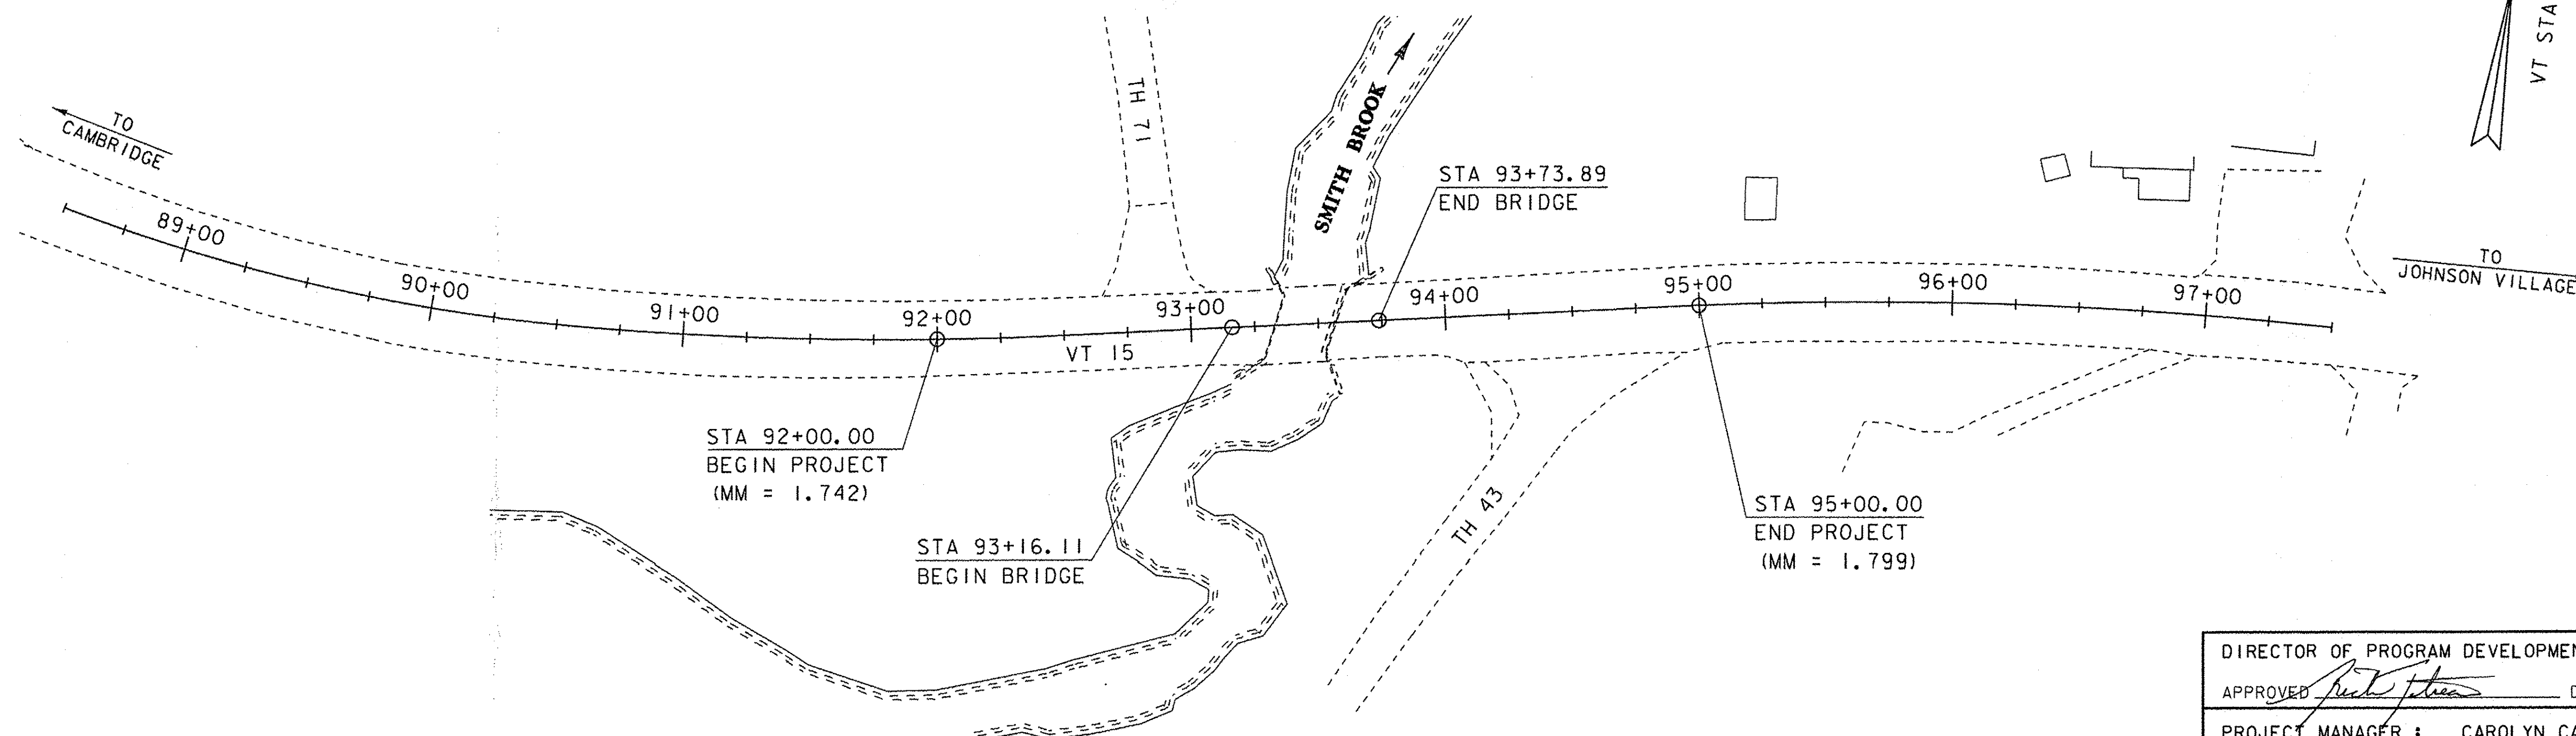 TO
CAMBRIDGE
89+00
90+00
91+00
92+00
93+00
94+00
95+00
96+00
97+00
VT 15
TH 71
SMITH BROOK
STA 93+73.89
END BRIDGE
VT STA
TO
JOHNSON VILLAGE
STA 92+00.00
BEGIN PROJECT
(MM = 1.742)
STA 93+16.11
BEGIN BRIDGE
TH 43
STA 95+00.00
END PROJECT
(MM = 1.799)
DIRECTOR OF PROGRAM DEVELOPMEN
APPROVED
PROJECT MANAGER : CAROLYN CA